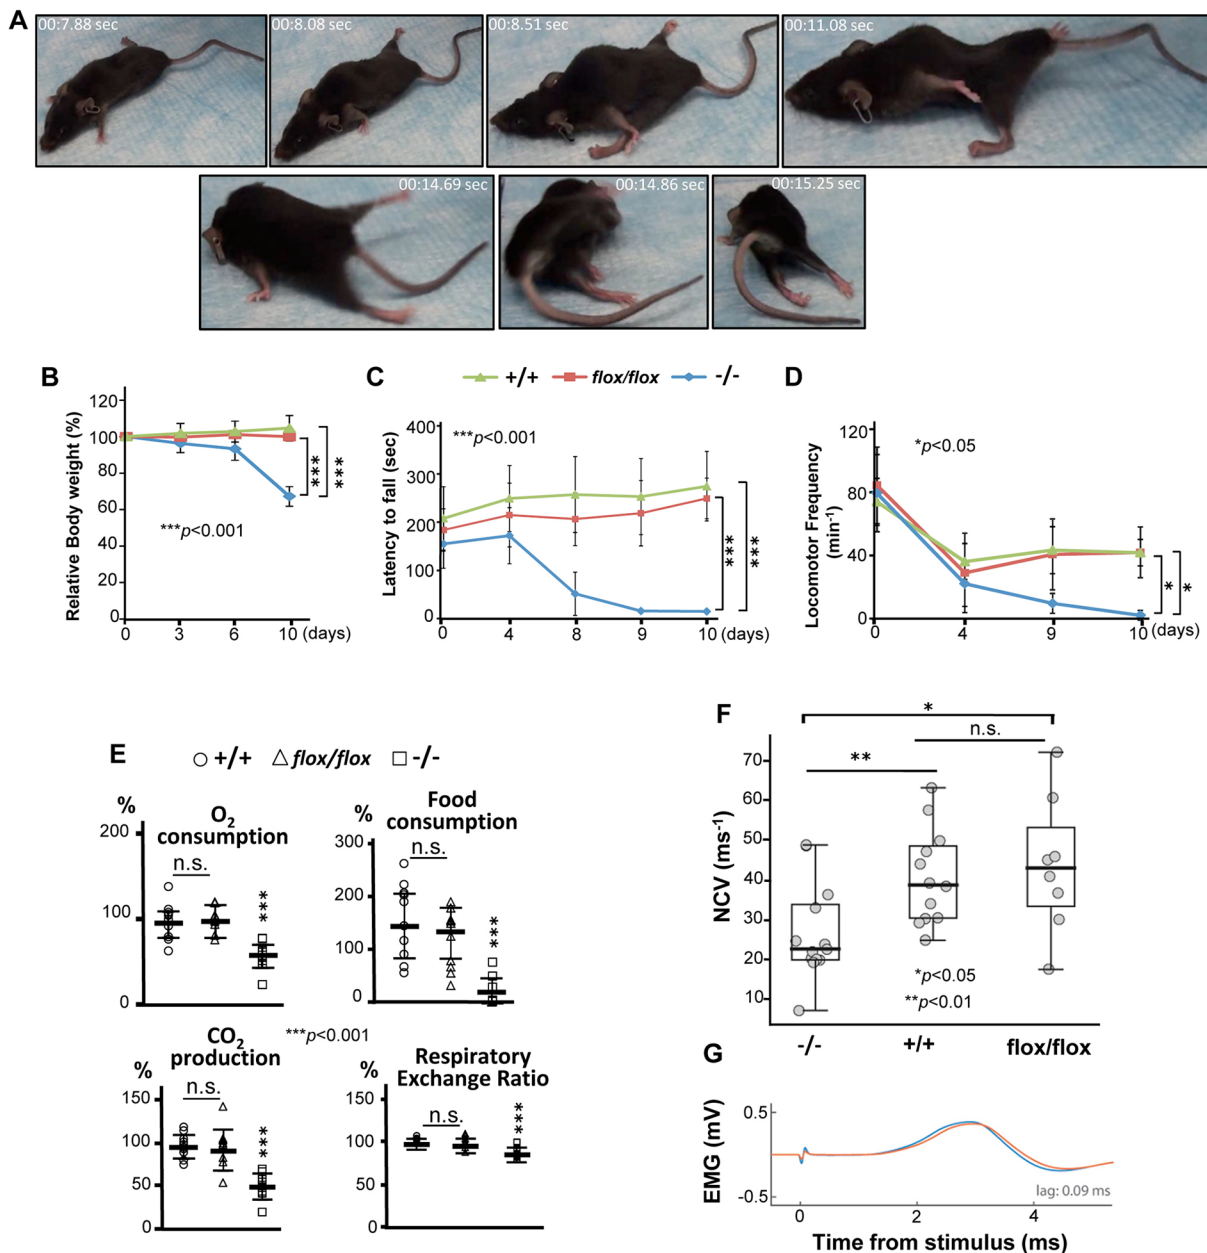 A
00:7.88 sec
00:8.08 sec
00:8.51 sec
00:11.08 sec
00:14.69 sec
00:14.86 sec
00:15.25 sec
B
Relative Body weight (%)
120
100
80
60
40
20
0
***
***
***p<0.001
0 3 6 10 (days)
C
+/+ flox/flox -/-
Latency to fall (sec)
400
300
200
100
0
***p<0.001
***
***
0 4 8 9 10 (days)
D
Locomotor Frequency
(min-1)
120
80
40
0
*p<0.05
*
*
0 4 9 10 (days)
E
+/+ flox/flox -/-
%
O2
consumption
200
100
0
n.s.
***
%
Food
consumption
300
200
100
0
n.s.
***
***p<0.001
%
CO2
production
150
100
50
0
n.s.
***
%
Respiratory
Exchange Ratio
150
100
50
0
n.s.
***
F
NCV (ms-1)
70
60
50
40
30
20
10
*
n.s.
**
*p<0.05
**p<0.01
-/- +/+ flox/flox
G
EMG (mV)
0.5
-0.5
lag: 0.09 ms
0 2 4
Time from stimulus (ms)